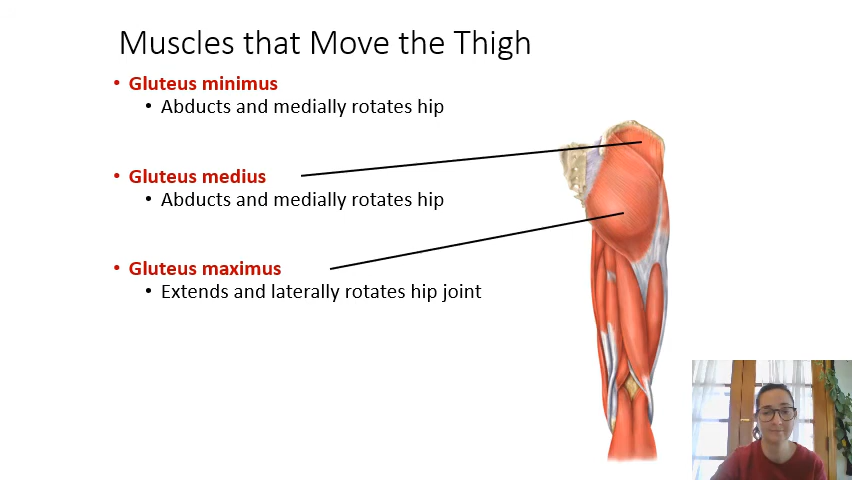 Muscles that Move the Thigh
• Gluteus minimus
• Abducts and medially rotates hip
• Gluteus medius
• Abducts and medially rotates hip
• Gluteus maximus
• Extends and laterally rotates hip joint